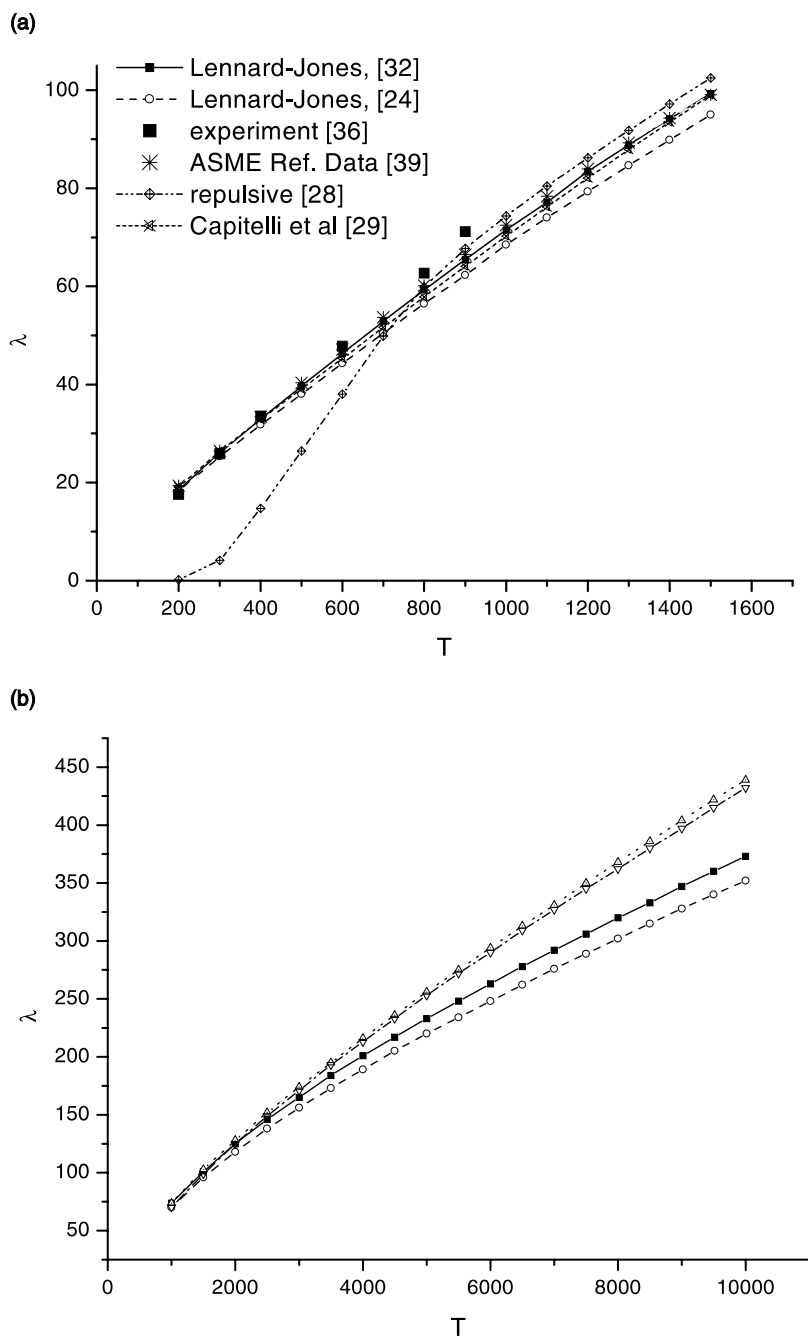 (a)
Lennard-Jones, [32]
Lennard-Jones, [24]
experiment [36]
ASME Ref. Data [39]
repulsive [28]
Capitelli et al [29]
100
80
60
40
20
0
λ
0 200 400 600 800 1000 1200 1400 1600
T
(b)
450
400
350
300
250
200
150
100
50
λ
0 2000 4000 6000 8000 10000
T